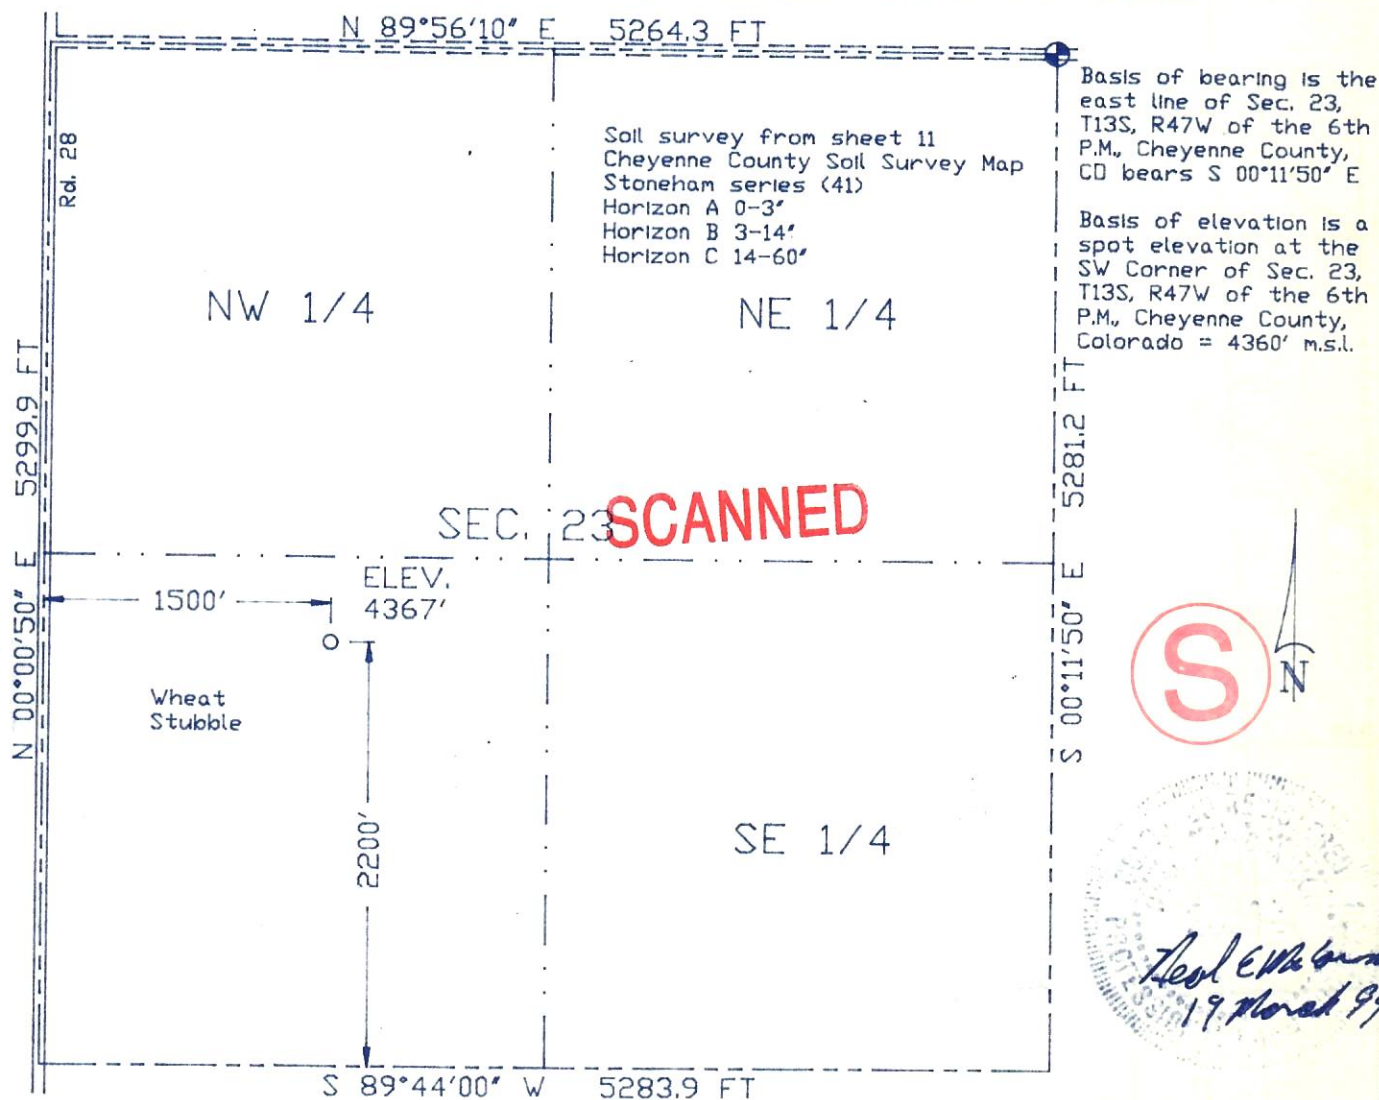 N 89°56'10" E 5264.3 FT
Rd. 28
Soil survey from sheet 11
Cheyenne County Soil Survey Map
Stoneham series (41)
Horizon A 0-3"
Horizon B 3-14"
Horizon C 14-60"
Basis of bearing is the
east line of Sec. 23,
T13S, R47W of the 6th
P.M., Cheyenne County,
CO bears S 00°11'50" E
Basis of elevation is a
spot elevation at the
SW Corner of Sec. 23,
T13S, R47W of the 6th
P.M., Cheyenne County,
Colorado = 4360' m.s.l.
NW 1/4
NE 1/4
N 00°00'50" E 5299.9 FT
S 00°11'50" E 5281.2 FT
SEC. 23
SCANNED
ELEV.
4367'
1500'
Wheat
Stubble
2200'
SE 1/4
S
N
19 March 99
S 89°44'00" W 5283.9 FT